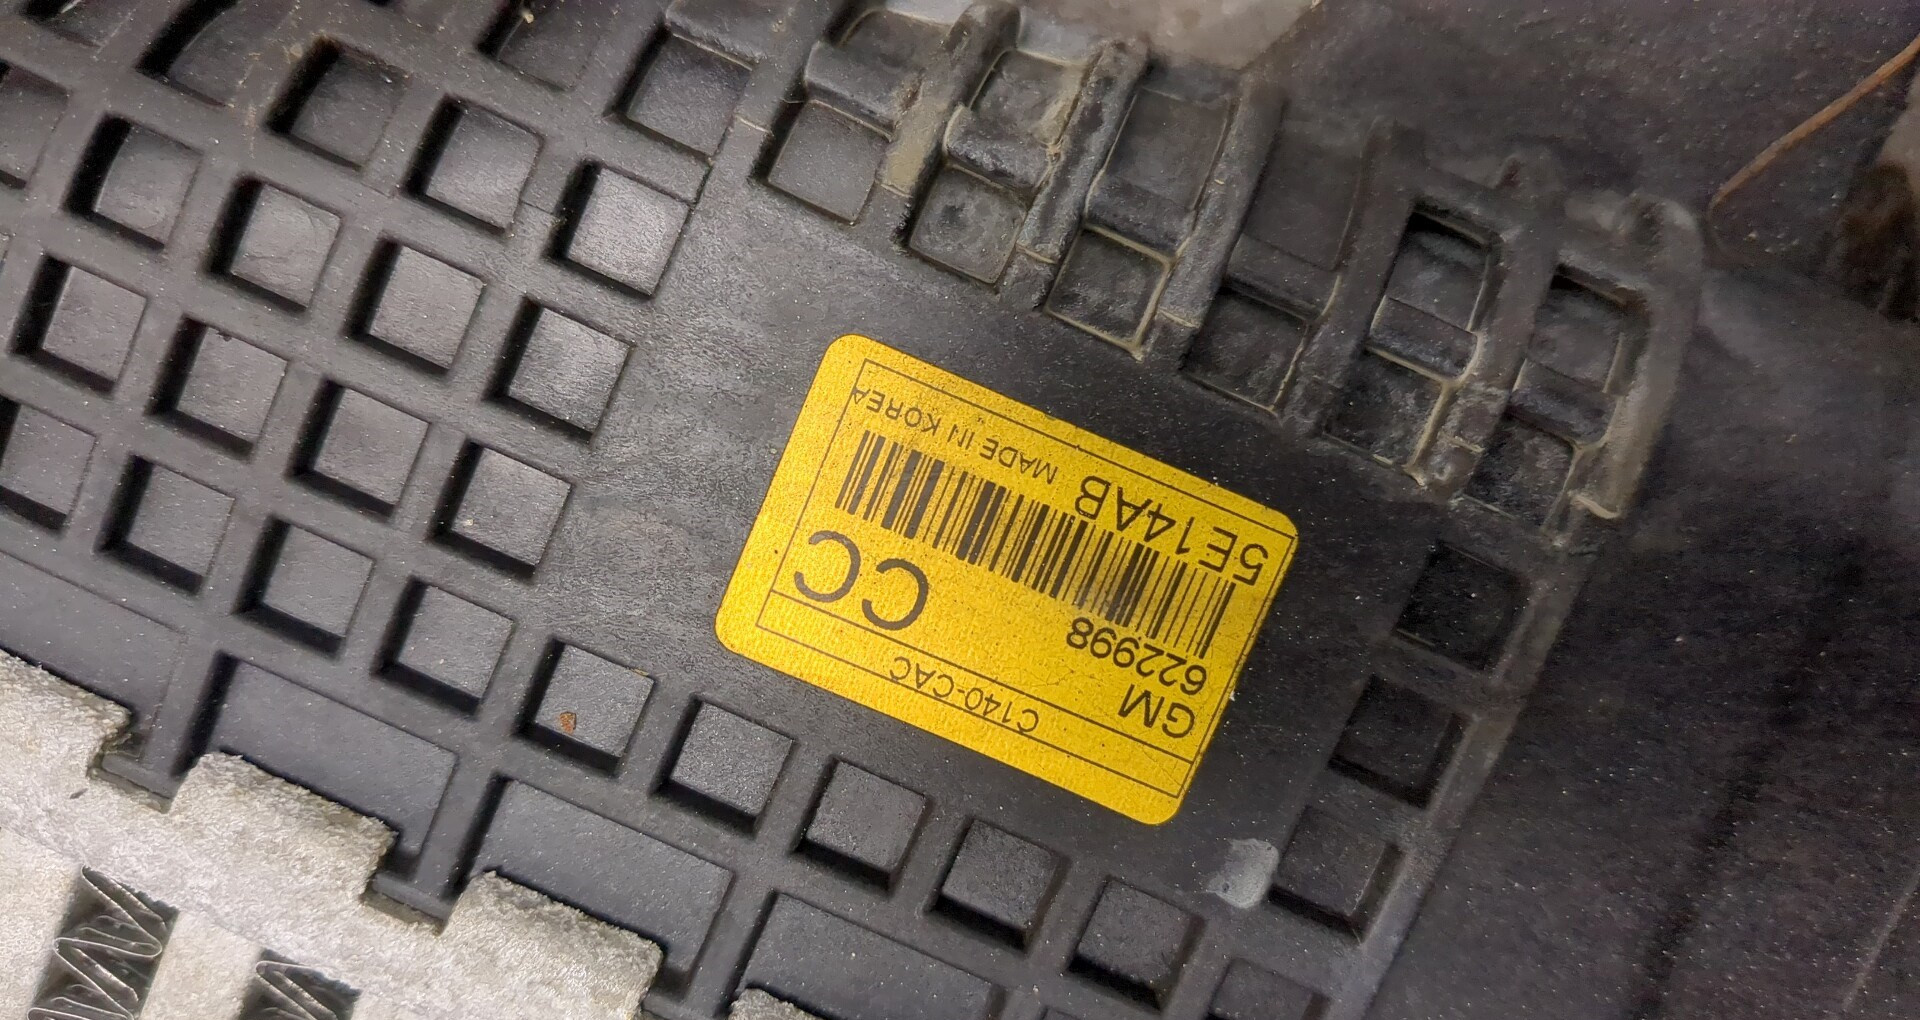 C140-CAC
GM
622998
CC
5E14AB
MADE IN KOREA